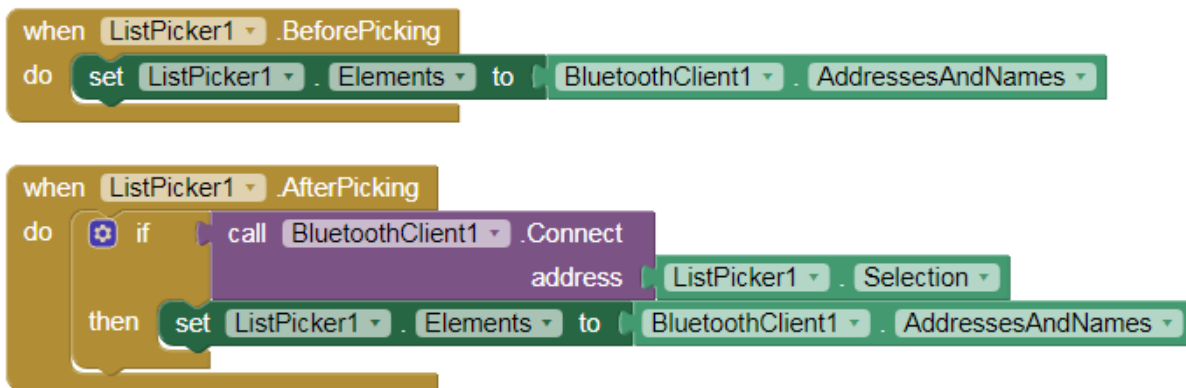 when ListPicker1 .BeforePicking
do set ListPicker1 . Elements to BluetoothClient1 . AddressesAndNames
when ListPicker1 .AfterPicking
do if call BluetoothClient1 .Connect
address ListPicker1 . Selection
then set ListPicker1 . Elements to BluetoothClient1 . AddressesAndNames